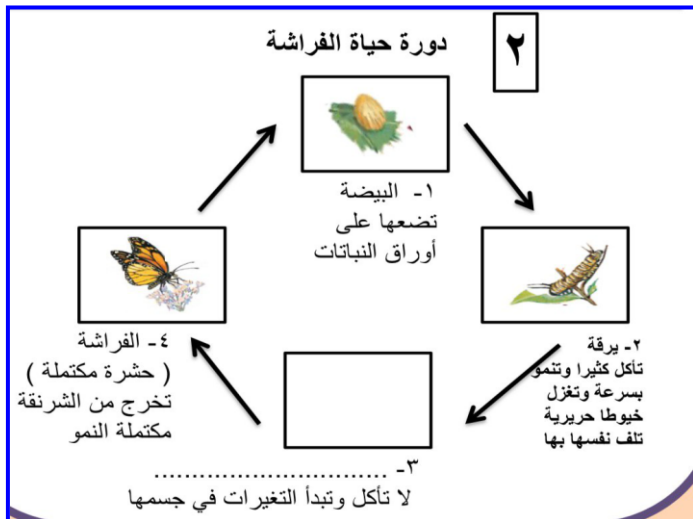 ٢
دورة حياة الفراشة
١- البيضة
تضعها على
أوراق النباتات
٢- يرقة
تأكل كثيرا وتنمو
بسرعة وتغزل
خيوطا حريرية
تلف نفسها بها
٣- ..............................
لا تأكل وتبدأ التغيرات في جسمها
٤- الفراشة
( حشرة مكتملة )
تخرج من الشرنقة
مكتملة النمو